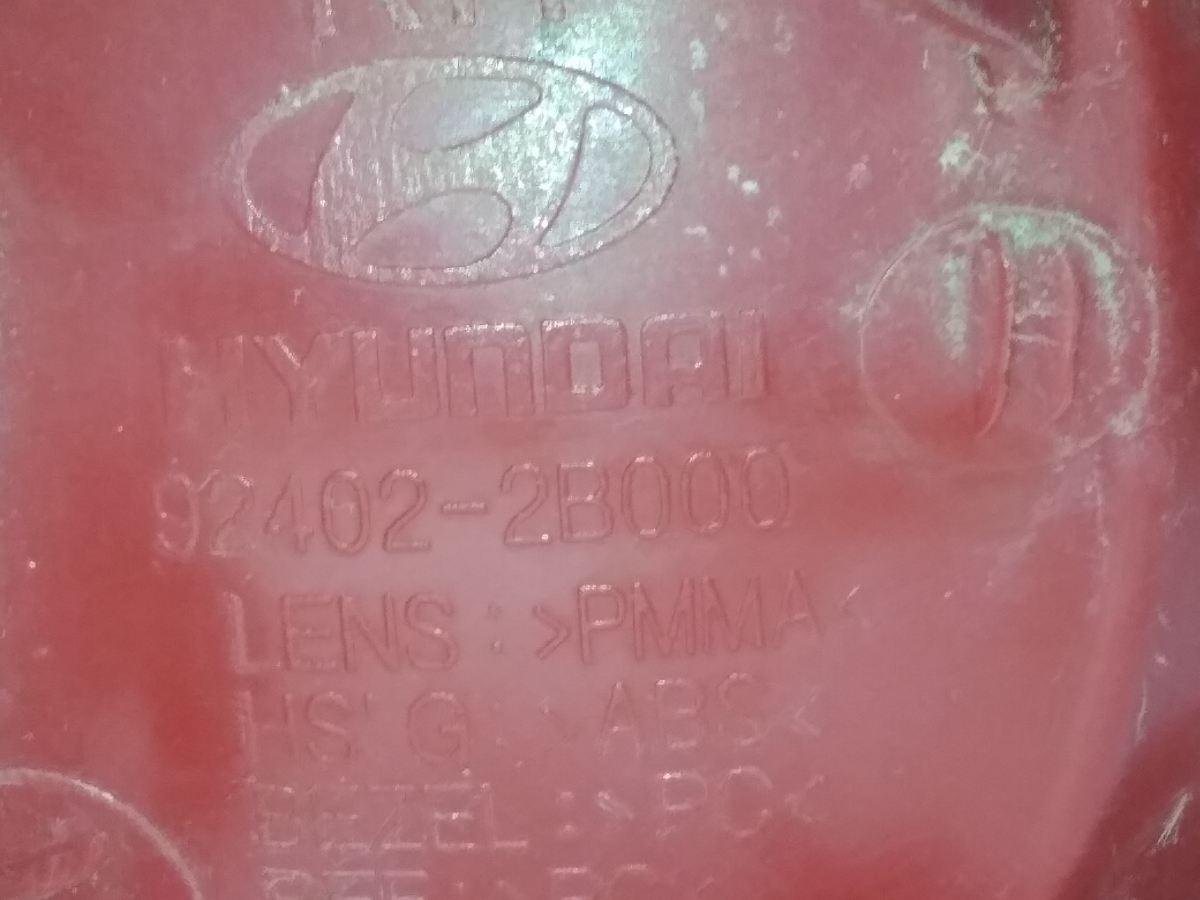 HYUNDAI
92402-2B000
LENS : >PMMA<
HS'G : >ABS<
BEZEL : >PC<